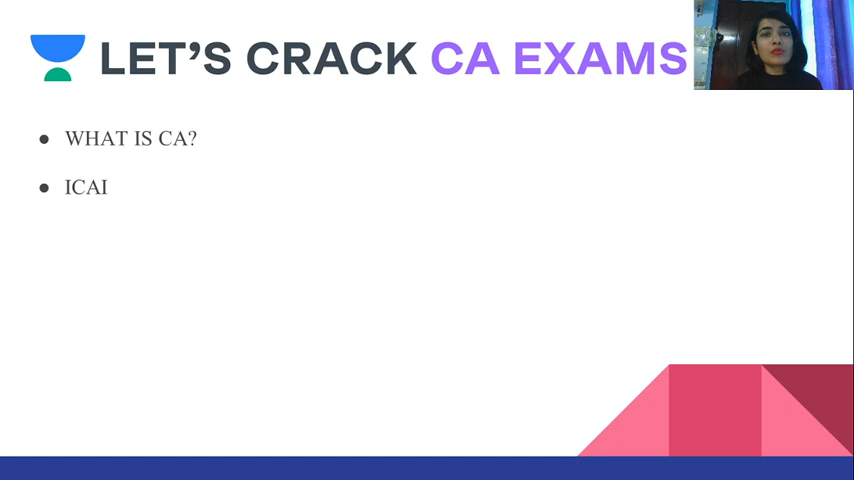 LET’S CRACK CA EXAMS
● WHAT IS CA?
● ICAI